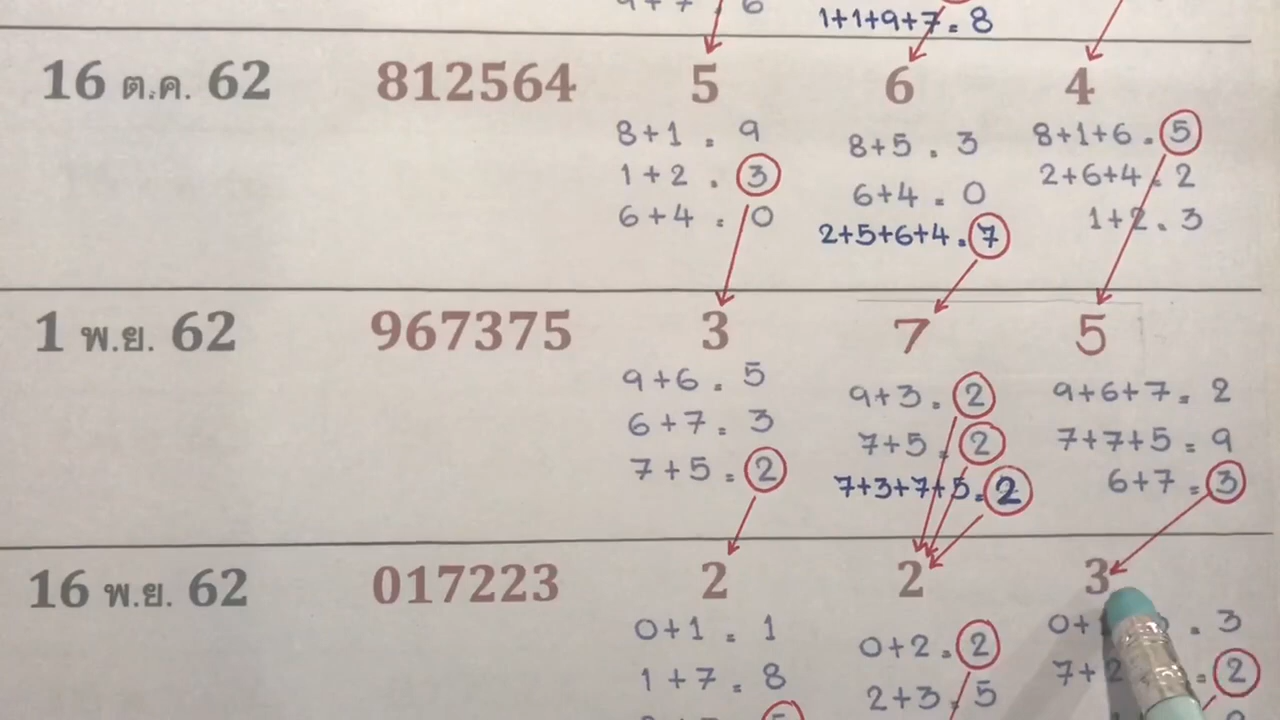 1+1+9+7 = 8
16 ต.ค. 62 812564 5 6 4
8+1 = 9 8+5 = 3 8+1+6 = 5
1+2 = 3 6+4 = 0 2+6+4 = 2
6+4 = 0 2+5+6+4 = 7 1+2 = 3
1 พ.ย. 62 967375 3 7 5
9+6 = 5 9+3 = 2 9+6+7 = 2
6+7 = 3 7+5 = 2 7+7+5 = 9
7+5 = 2 7+3+7+5 = 2 6+7 = 3
16 พ.ย. 62 017223 2 2 3
0+1 = 1 0+2 = 2 = 3
1+7 = 8 2+3 = 5 = 2